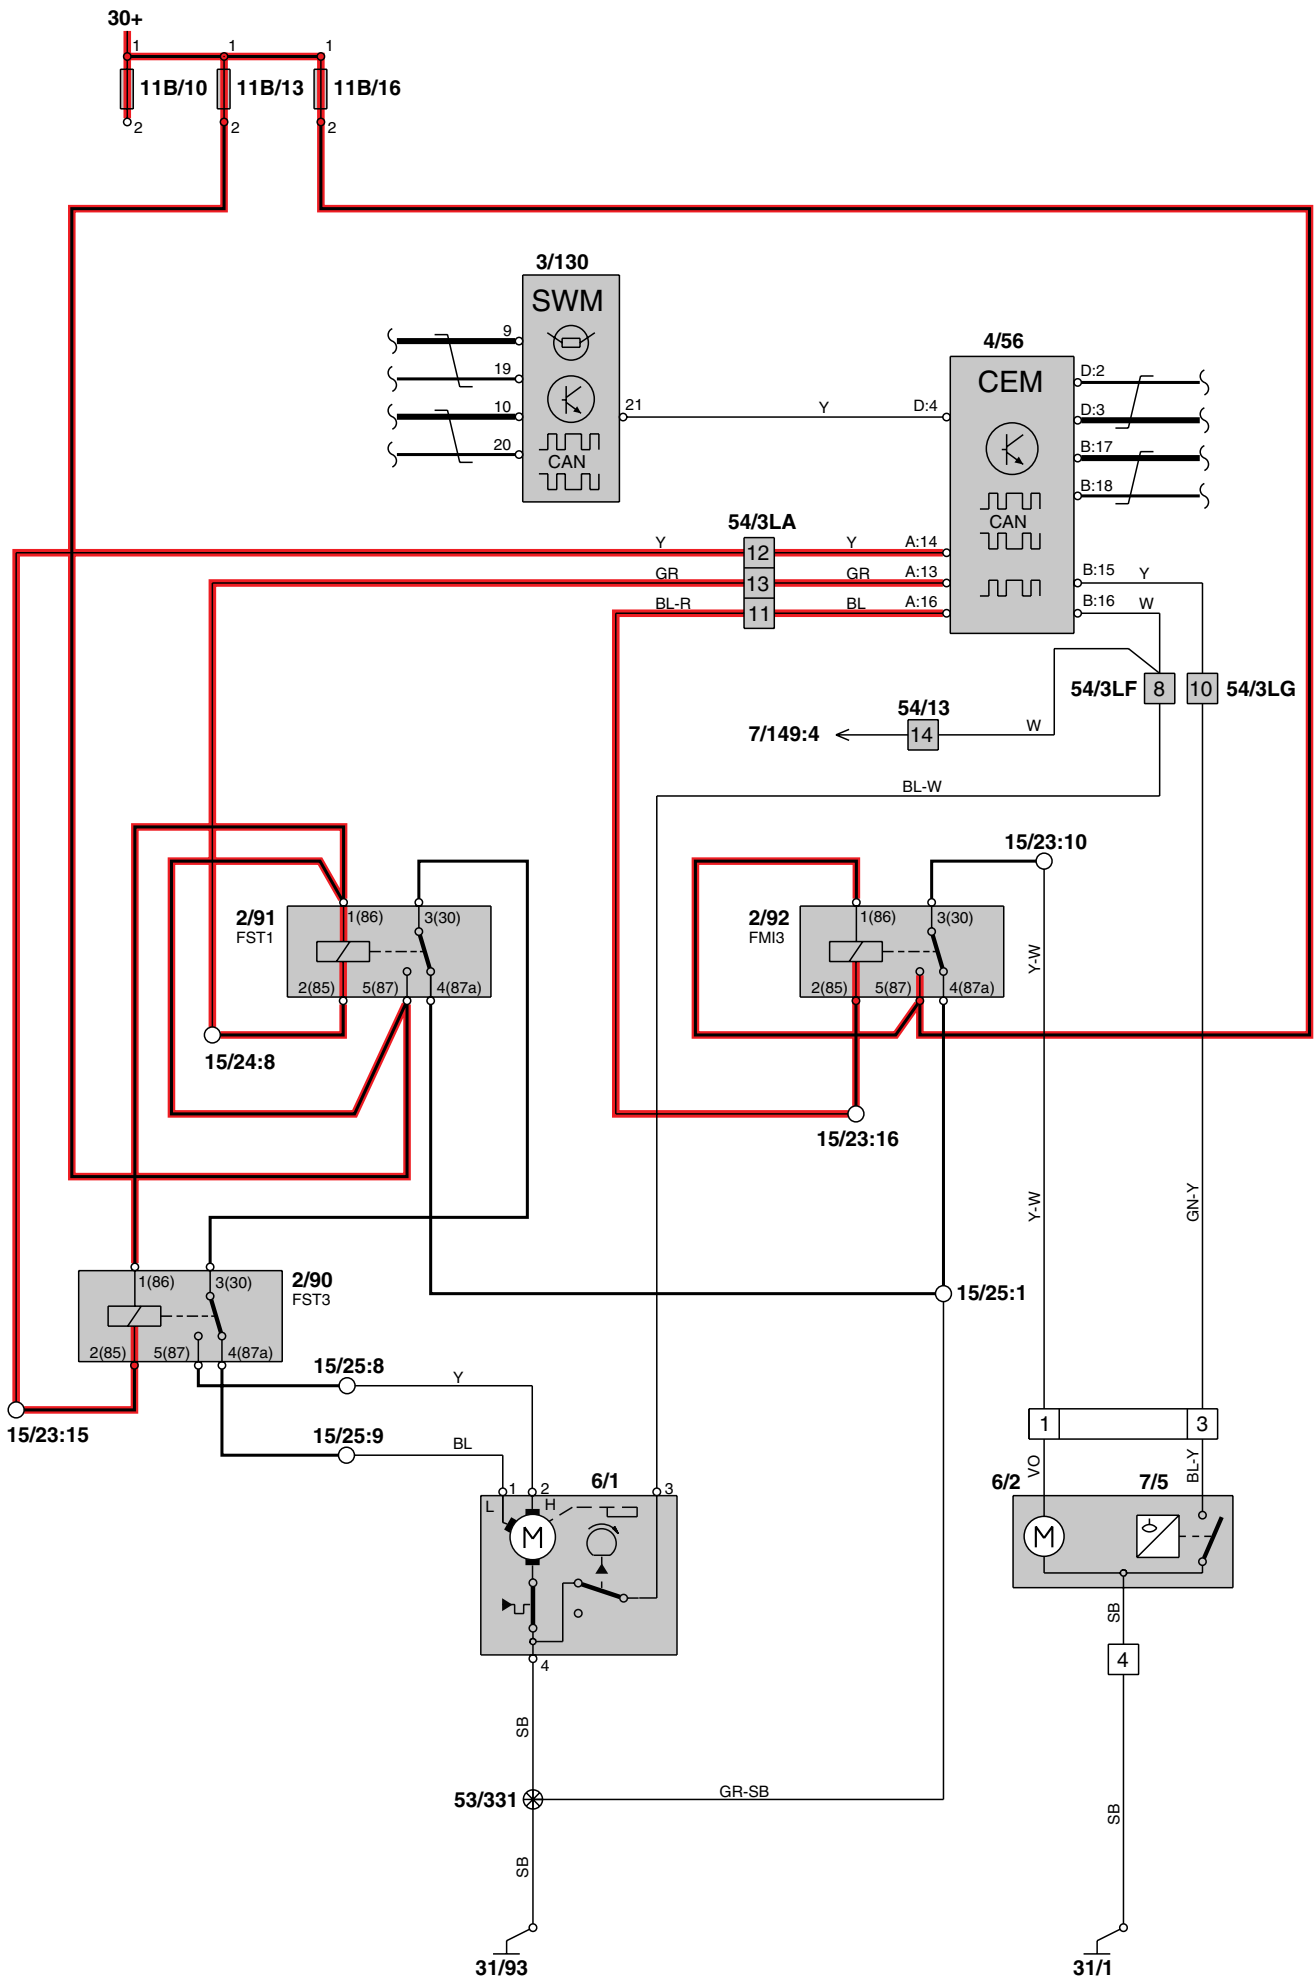 30+
1 1 1
11B/10 11B/13 11B/16
2 2 2
3/130
SWM
9
19
10
20
21 Y D:4
CAN
4/56
CEM
D:2
D:3
B:17
B:18
CAN
54/3LA
Y 12 Y A:14
GR 13 GR A:13
BL-R 11 BL A:16
B:15 Y
B:16 W
54/3LF 8 10 54/3LG
54/13
7/149:4 14 W
BL-W
15/23:10
2/91
FST1
1(86) 3(30)
2(85) 5(87) 4(87a)
2/92
FMI3
1(86) 3(30)
2(85) 5(87) 4(87a)
Y-W
15/24:8
15/23:16
Y-W
GN-Y
2/90
FST3
1(86) 3(30)
2(85) 5(87) 4(87a)
15/25:1
15/25:8
Y
15/23:15
15/25:9
BL
1 3
VO
BL-Y
6/1
1 2 3
L H
M
4
6/2 7/5
M
SB
4
SB
53/331
GR-SB
SB
SB
31/93
31/1